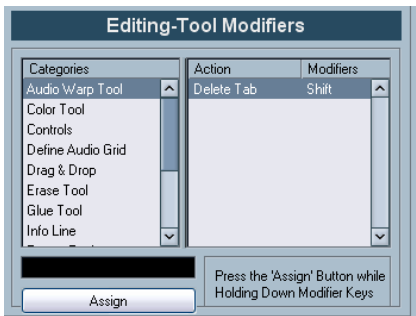 Editing-Tool Modifiers
Categories
Action Modifiers
Audio Warp Tool
Delete Tab Shift
Color Tool
Controls
Define Audio Grid
Drag & Drop
Erase Tool
Glue Tool
Info Line
Press the 'Assign' Button while
Holding Down Modifier Keys
Assign